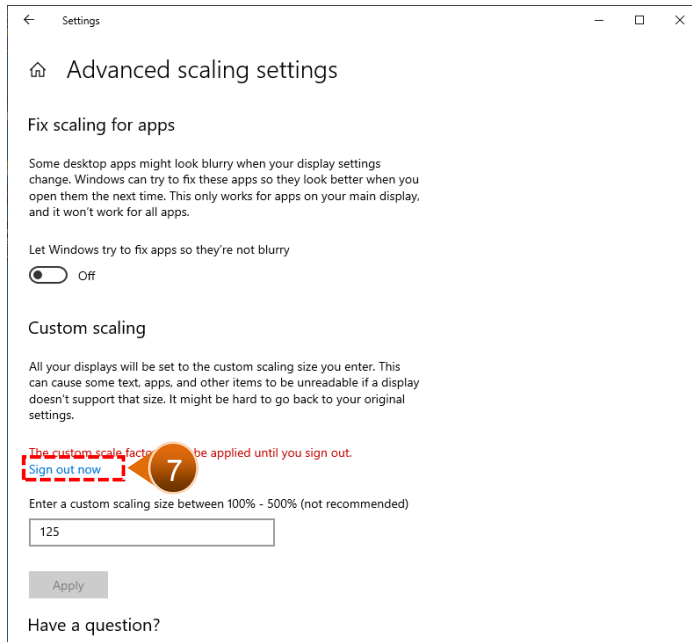 Settings
Advanced scaling settings
Fix scaling for apps
Some desktop apps might look blurry when your display settings
change. Windows can try to fix these apps so they look better when you
open them the next time. This only works for apps on your main display,
and it won't work for all apps.
Let Windows try to fix apps so they're not blurry
Off
Custom scaling
All your displays will be set to the custom scaling size you enter. This
can cause some text, apps, and other items to be unreadable if a display
doesn't support that size. It might be hard to go back to your original
settings.
The custom scale be applied until you sign out.
Sign out now
7
Enter a custom scaling size between 100% - 500% (not recommended)
125
Apply
Have a question?